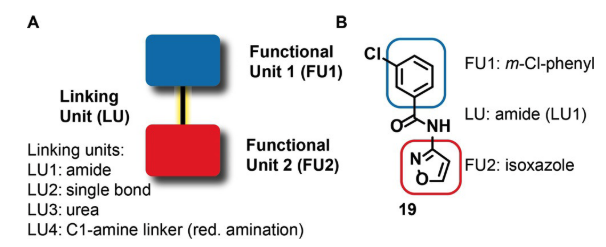 A
Functional
Unit 1 (FU1)
Linking
Unit (LU)
Functional
Unit 2 (FU2)
Linking units:
LU1: amide
LU2: single bond
LU3: urea
LU4: C1-amine linker (red. amination)
B
Cl
FU1: m-Cl-phenyl
O
NH
LU: amide (LU1)
N
O
FU2: isoxazole
19